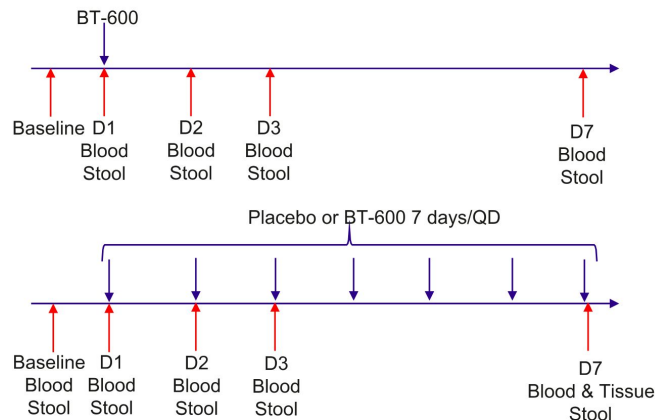 BT-600
Baseline D1 D2 D3 D7
Blood Blood Blood Blood
Stool Stool Stool Stool
Placebo or BT-600 7 days/QD
Baseline D1 D2 D3 D7
Blood Blood Blood Blood Blood & Tissue
Stool Stool Stool Stool Stool